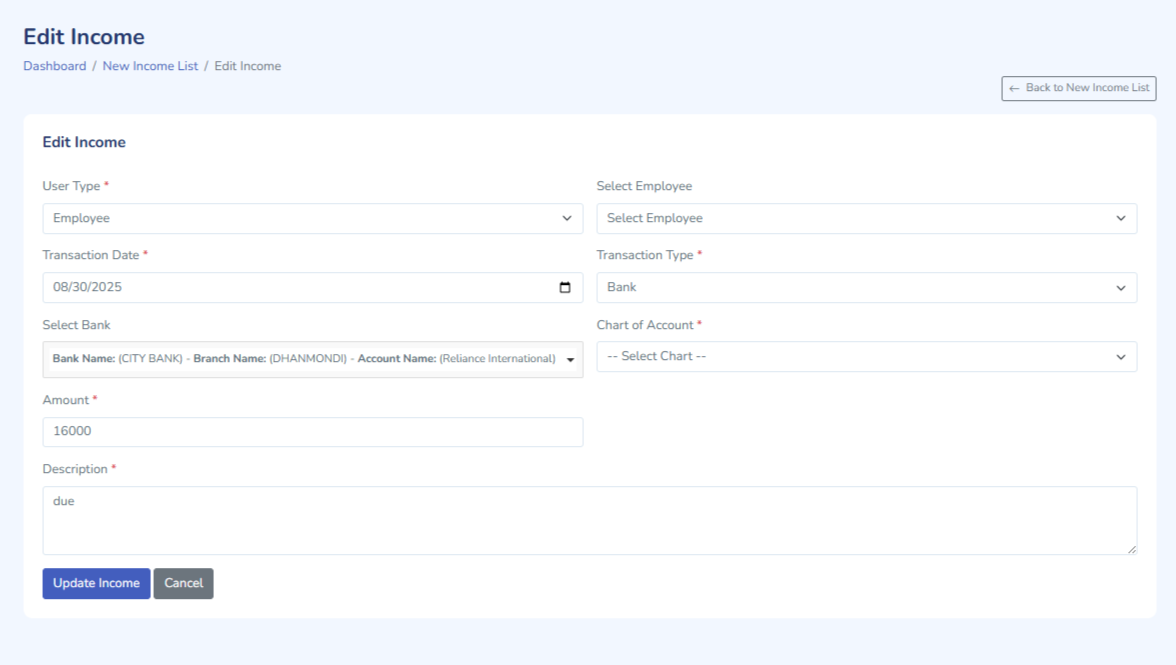 Edit Income
Dashboard / New Income List / Edit Income
← Back to New Income List
Edit Income
User Type * Select Employee
Employee Select Employee
Transaction Date * Transaction Type *
08/30/2025 Bank
Select Bank Chart of Account *
Bank Name: (CITY BANK) - Branch Name: (DHANMONDI) - Account Name: (Reliance International) -- Select Chart --
Amount *
16000
Description *
due
Update Income Cancel